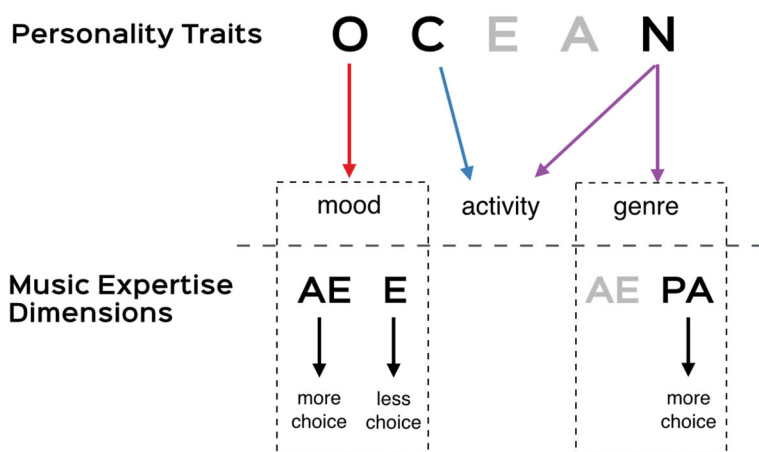 Personality Traits O C E A N
mood activity genre
Music Expertise
Dimensions
AE E AE PA
more less more
choice choice choice